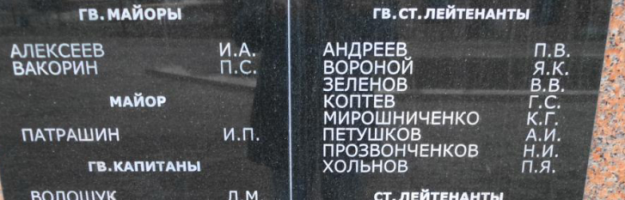 ГВ. МАЙОРЫ
АЛЕКСЕЕВ И.А.
ВАКОРИН П.С.
МАЙОР
ПАТРАШИН И.П.
ГВ. КАПИТАНЫ
ВОЛОЩУК Л.М.
ГВ. СТ. ЛЕЙТЕНАНТЫ
АНДРЕЕВ П.В.
ВОРОНОЙ Я.К.
ЗЕЛЕНОВ В.В.
КОПТЕВ Г.С.
МИРОШНИЧЕНКО К.Г.
ПЕТУШКОВ А.И.
ПРОЗВОНЧЕНКОВ Н.И.
ХОЛЬНОВ П.Я.
СТ. ЛЕЙТЕНАНТЫ